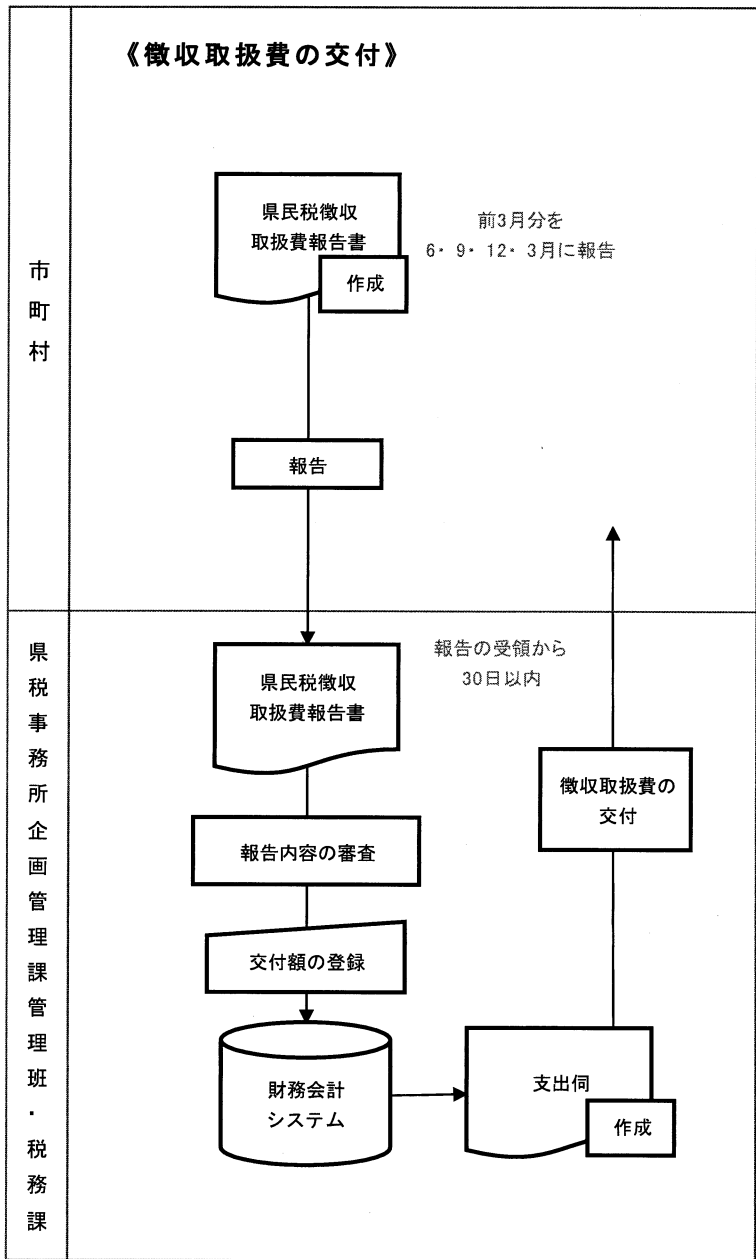 《徴収取扱費の交付》
市町村
県民税徴収
取扱費報告書
作成
前3月分を
6・9・12・3月に報告
報告
県税事務所企画管理課管理班・税務課
県民税徴収
取扱費報告書
報告の受領から
30日以内
報告内容の審査
交付額の登録
財務会計
システム
支出伺
作成
徴収取扱費の
交付